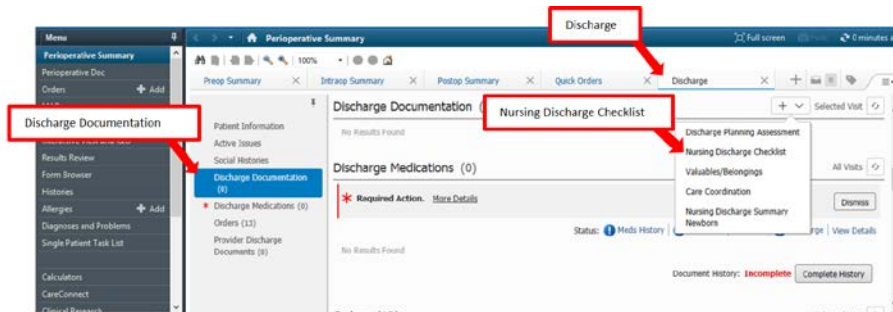 Discharge
Menu
Perioperative Summary
Full screen
0 minutes a
Perioperative Summary
Perioperative Doc
Orders
Add
100%
Preop Summary
Intraop Summary
Postop Summary
Quick Orders
Discharge
Discharge Documentation
Results Review
Form Browser
Histories
Allergies
Add
Diagnoses and Problems
Single Patient Task List
Calculators
CareConnect
Clinical Research
Patient Information
Active Issues
Social Histories
Discharge Documentation
(0)
Discharge Medications (0)
Orders (13)
Provider Discharge
Documents (0)
Discharge Documentation (
Nursing Discharge Checklist
Selected Visit
No Results Found
Discharge Planning Assessment
Nursing Discharge Checklist
Valuables/Belongings
Care Coordination
Nursing Discharge Summary
Newborn
Discharge Medications (0)
All Visits
Required Action. More Details
Dismiss
Status: Meds History
rge | View Details
No Results Found
Document History: Incomplete
Complete History